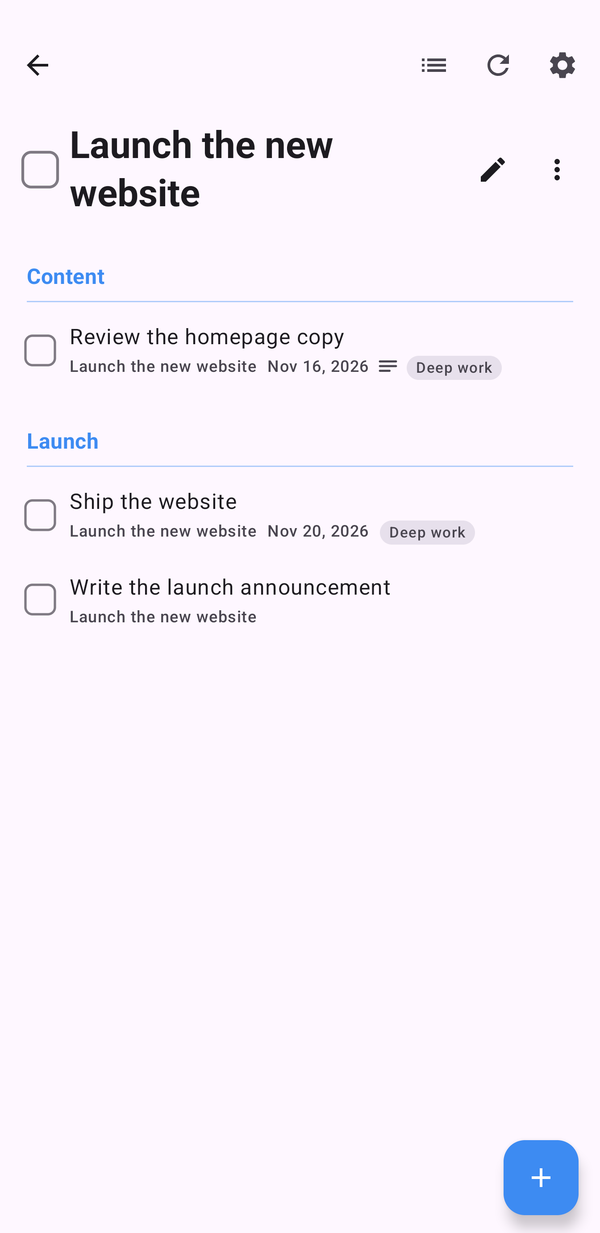 Launch the new
website
Content
Review the homepage copy
Launch the new website Nov 16, 2026 Deep work
Launch
Ship the website
Launch the new website Nov 20, 2026 Deep work
Write the launch announcement
Launch the new website